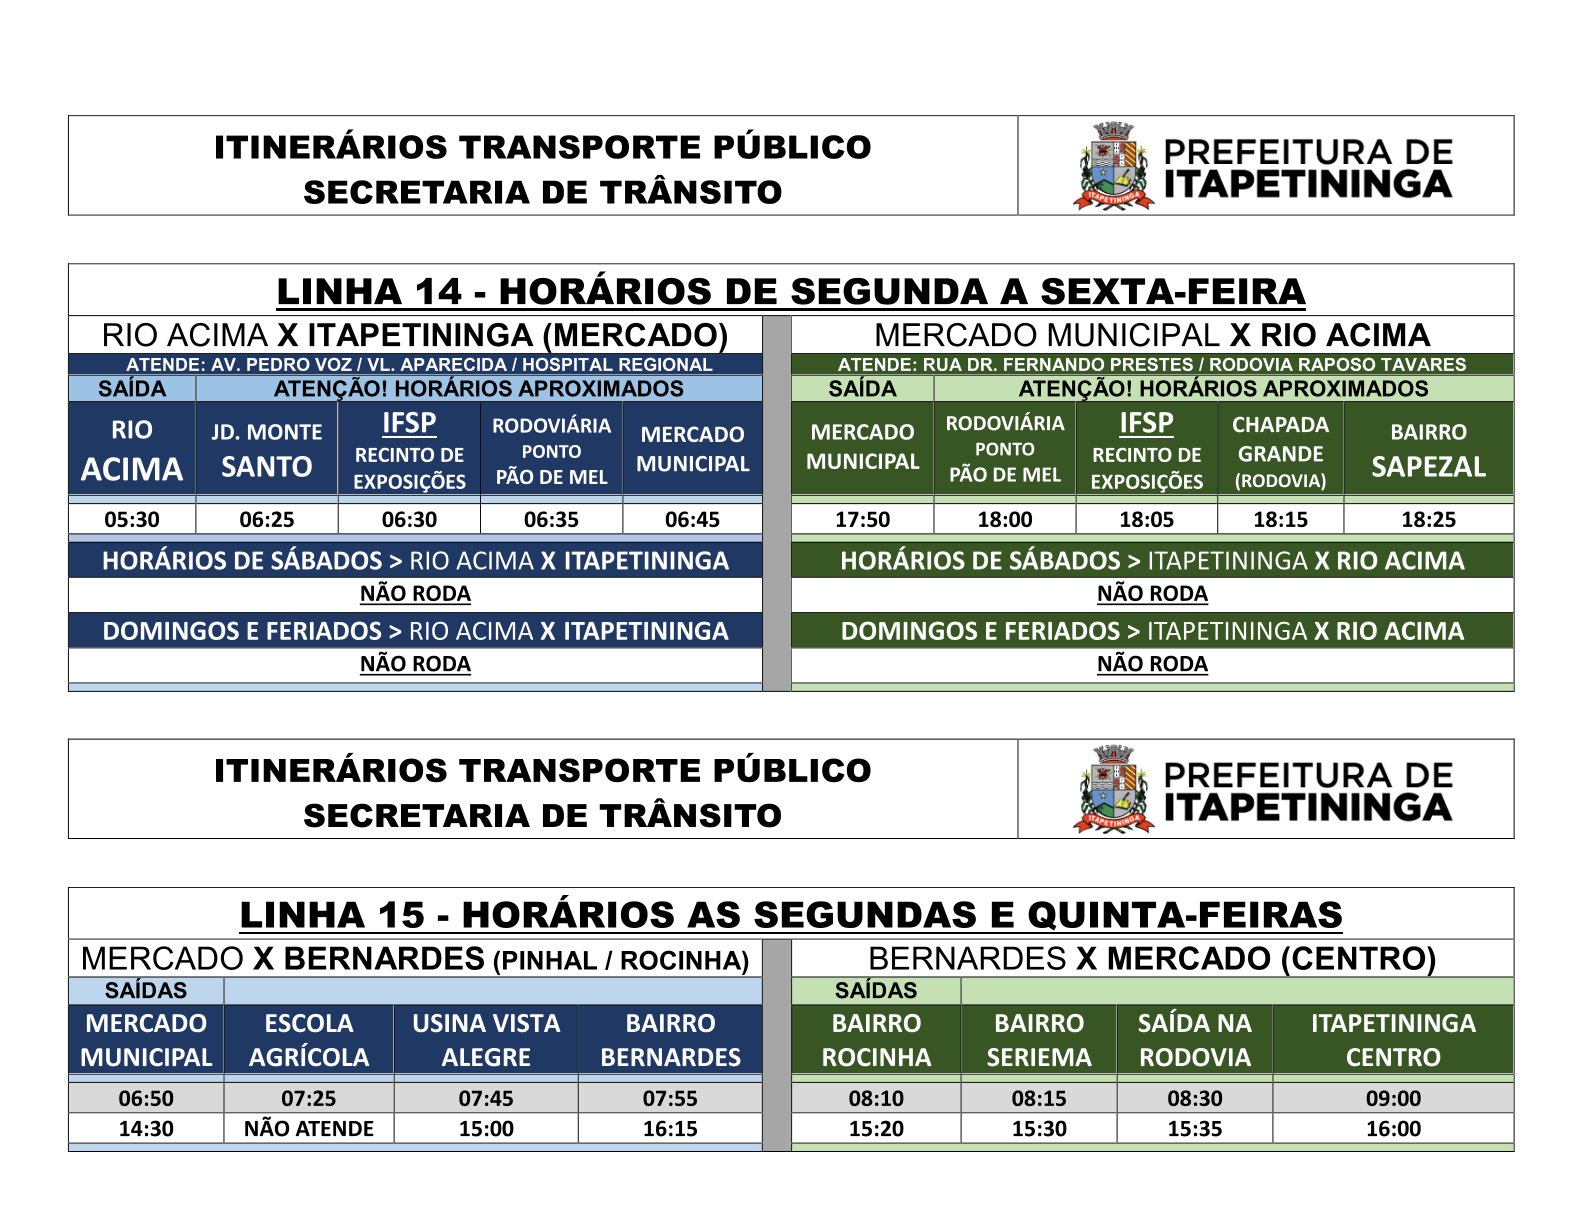 ITINERÁRIOS TRANSPORTE PÚBLICO
SECRETARIA DE TRÂNSITO
ITAPETININGA
PREFEITURA DE
ITAPETININGA
LINHA 14 - HORÁRIOS DE SEGUNDA A SEXTA-FEIRA
RIO ACIMA X ITAPETININGA (MERCADO)
ATENDE: AV. PEDRO VOZ / VL. APARECIDA / HOSPITAL REGIONAL
SAÍDA ATENÇÃO! HORÁRIOS APROXIMADOS
RIO ACIMA
JD. MONTE SANTO
IFSP RECINTO DE EXPOSIÇÕES
RODOVIÁRIA PONTO PÃO DE MEL
MERCADO MUNICIPAL
05:30 06:25 06:30 06:35 06:45
HORÁRIOS DE SÁBADOS > RIO ACIMA X ITAPETININGA
NÃO RODA
DOMINGOS E FERIADOS > RIO ACIMA X ITAPETININGA
NÃO RODA
MERCADO MUNICIPAL X RIO ACIMA
ATENDE: RUA DR. FERNANDO PRESTES / RODOVIA RAPOSO TAVARES
SAÍDA ATENÇÃO! HORÁRIOS APROXIMADOS
MERCADO MUNICIPAL
RODOVIÁRIA PONTO PÃO DE MEL
IFSP RECINTO DE EXPOSIÇÕES
CHAPADA GRANDE (RODOVIA)
BAIRRO SAPEZAL
17:50 18:00 18:05 18:15 18:25
HORÁRIOS DE SÁBADOS > ITAPETININGA X RIO ACIMA
NÃO RODA
DOMINGOS E FERIADOS > ITAPETININGA X RIO ACIMA
NÃO RODA
ITINERÁRIOS TRANSPORTE PÚBLICO
SECRETARIA DE TRÂNSITO
ITAPETININGA
PREFEITURA DE
ITAPETININGA
LINHA 15 - HORÁRIOS AS SEGUNDAS E QUINTA-FEIRAS
MERCADO X BERNARDES (PINHAL / ROCINHA)
SAÍDAS
MERCADO MUNICIPAL
ESCOLA AGRÍCOLA
USINA VISTA ALEGRE
BAIRRO BERNARDES
06:50 07:25 07:45 07:55
14:30 NÃO ATENDE 15:00 16:15
BERNARDES X MERCADO (CENTRO)
SAÍDAS
BAIRRO ROCINHA
BAIRRO SERIEMA
SAÍDA NA RODOVIA
ITAPETININGA CENTRO
08:10 08:15 08:30 09:00
15:20 15:30 15:35 16:00